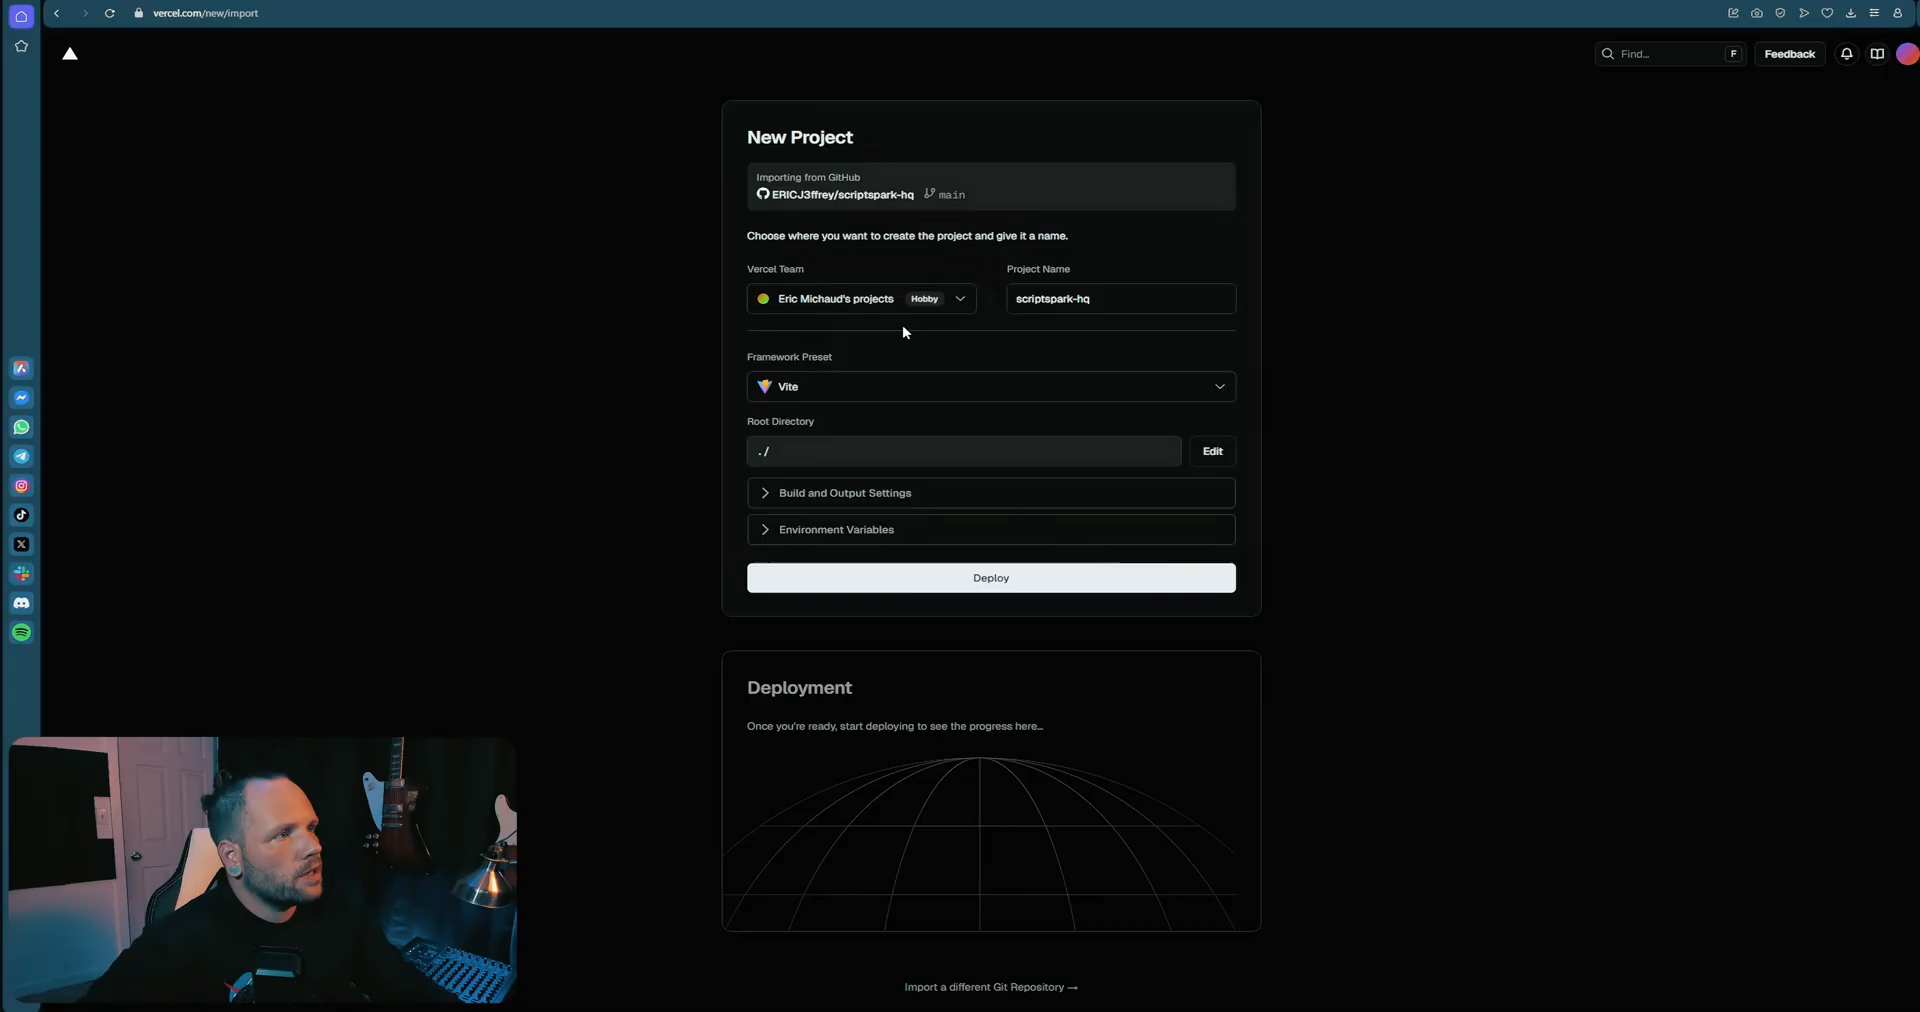 vercel.com/new/import
Find...
F
Feedback
New Project
Importing from GitHub
ERICJ3ffrey/scriptspark-hq main
Choose where you want to create the project and give it a name.
Vercel Team
Project Name
Eric Michaud's projects Hobby
scriptspark-hq
Framework Preset
Vite
Root Directory
./
Edit
Build and Output Settings
Environment Variables
Deploy
Deployment
Once you're ready, start deploying to see the progress here...
Import a different Git Repository →